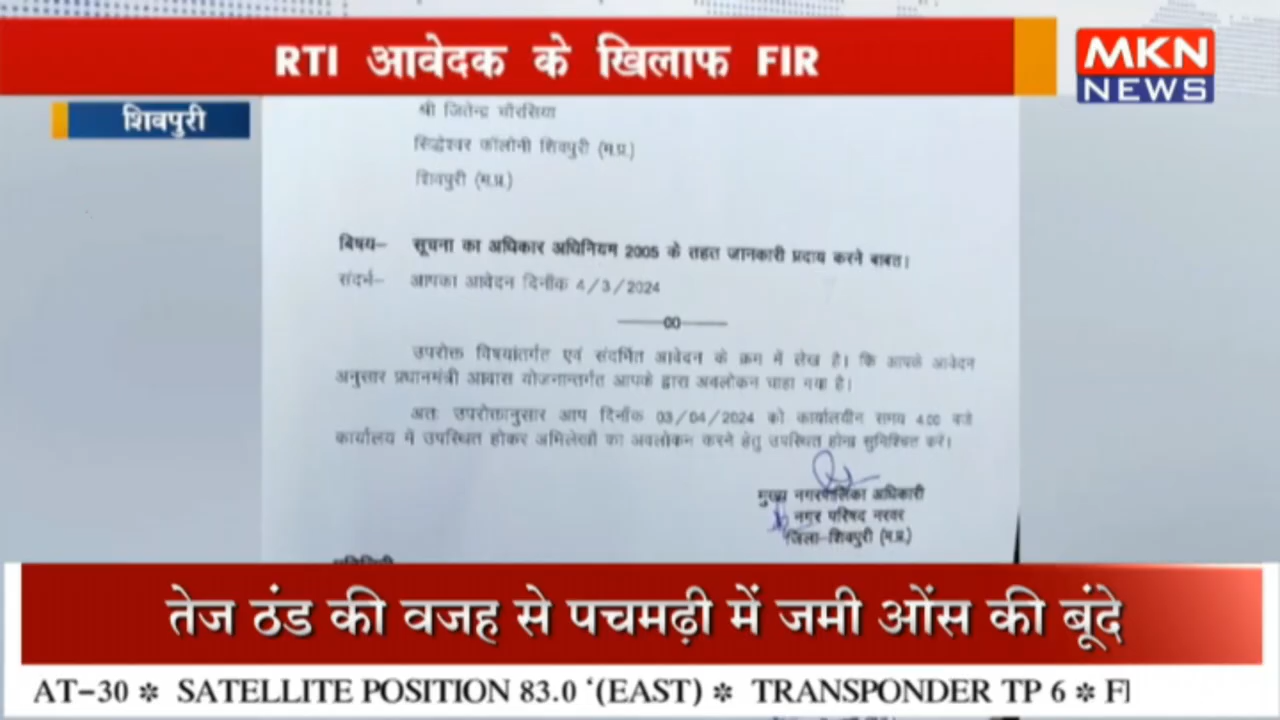 RTI आवेदक के खिलाफ FIR
MKN
NEWS
शिवपुरी
श्री जितेन्द्र चौरसिया
सिद्धेश्वर कॉलोनी शिवपुरी (म.प्र.)
शिवपुरी (म.प्र.)
बिषय– सूचना का अधिकार अधिनियम 2005 के तहत जानकारी प्रदाय करने बाबत।
संदर्भ– आपका आवेदन दिनॉक 4/3/2024
——00——
उपरोक्त विषयांतर्गत एवं संदर्भित आवेदन के क्रम में लेख है। कि आपके आवेदन
अनुसार प्रधानमंत्री आवास योजनान्तर्गत आपके द्वारा अवलोकन चाहा गया है।
अतः उपरोक्तानुसार आप दिनॉक 03/04/2024 को कार्यालयीन समय 4.00 बजे
कार्यालय में उपस्थित होकर अभिलेखों का अवलोकन करने हेतु उपस्थित होना सुनिश्चित करें।
मुख्य नगरपालिका अधिकारी
नगर परिषद नरवर
जिला–शिवपुरी (म.प्र.)
तेज ठंड की वजह से पचमढ़ी में जमी ओंस की बूंदे
AT–30 * SATELLITE POSITION 83.0 ‘(EAST) * TRANSPONDER TP 6 *